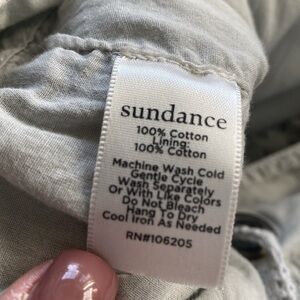 sundance
100% Cotton
Lining:
100% Cotton
Machine Wash Cold
Gentle Cycle
Wash Separately
Or With Like Colors
Do Not Bleach
Hang To Dry
Cool Iron As Needed
RN#106205